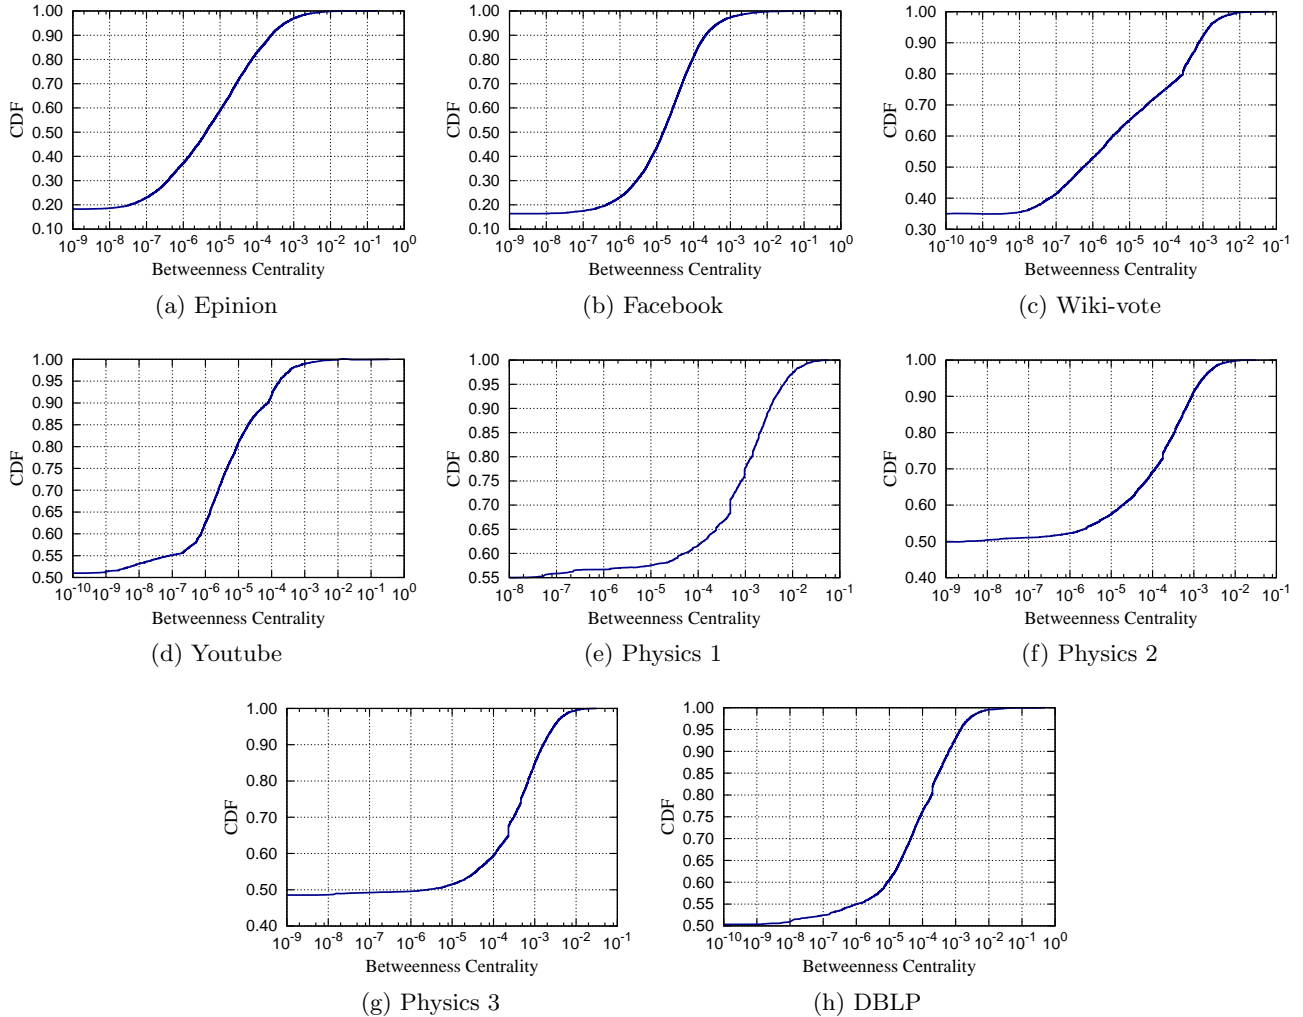 1.00
0.90
0.80
0.70
0.60
0.50
0.40
0.30
0.20
0.10
CDF
10⁻⁹ 10⁻⁸ 10⁻⁷ 10⁻⁶ 10⁻⁵ 10⁻⁴ 10⁻³ 10⁻² 10⁻¹ 10⁰
Betweenness Centrality
(a) Epinion
1.00
0.90
0.80
0.70
0.60
0.50
0.40
0.30
0.20
0.10
CDF
10⁻⁹ 10⁻⁸ 10⁻⁷ 10⁻⁶ 10⁻⁵ 10⁻⁴ 10⁻³ 10⁻² 10⁻¹ 10⁰
Betweenness Centrality
(b) Facebook
1.00
0.90
0.80
0.70
0.60
0.50
0.40
0.30
CDF
10⁻¹⁰ 10⁻⁹ 10⁻⁸ 10⁻⁷ 10⁻⁶ 10⁻⁵ 10⁻⁴ 10⁻³ 10⁻² 10⁻¹
Betweenness Centrality
(c) Wiki-vote
1.00
0.95
0.90
0.85
0.80
0.75
0.70
0.65
0.60
0.55
0.50
CDF
10⁻¹⁰ 10⁻⁹ 10⁻⁸ 10⁻⁷ 10⁻⁶ 10⁻⁵ 10⁻⁴ 10⁻³ 10⁻² 10⁻¹ 10⁰
Betweenness Centrality
(d) Youtube
1.00
0.95
0.90
0.85
0.80
0.75
0.70
0.65
0.60
0.55
CDF
10⁻⁸ 10⁻⁷ 10⁻⁶ 10⁻⁵ 10⁻⁴ 10⁻³ 10⁻² 10⁻¹
Betweenness Centrality
(e) Physics 1
1.00
0.90
0.80
0.70
0.60
0.50
0.40
CDF
10⁻⁹ 10⁻⁸ 10⁻⁷ 10⁻⁶ 10⁻⁵ 10⁻⁴ 10⁻³ 10⁻² 10⁻¹
Betweenness Centrality
(f) Physics 2
1.00
0.90
0.80
0.70
0.60
0.50
0.40
CDF
10⁻⁹ 10⁻⁸ 10⁻⁷ 10⁻⁶ 10⁻⁵ 10⁻⁴ 10⁻³ 10⁻² 10⁻¹
Betweenness Centrality
(g) Physics 3
1.00
0.95
0.90
0.85
0.80
0.75
0.70
0.65
0.60
0.55
0.50
CDF
10⁻¹⁰ 10⁻⁹ 10⁻⁸ 10⁻⁷ 10⁻⁶ 10⁻⁵ 10⁻⁴ 10⁻³ 10⁻² 10⁻¹ 10⁰
Betweenness Centrality
(h) DBLP